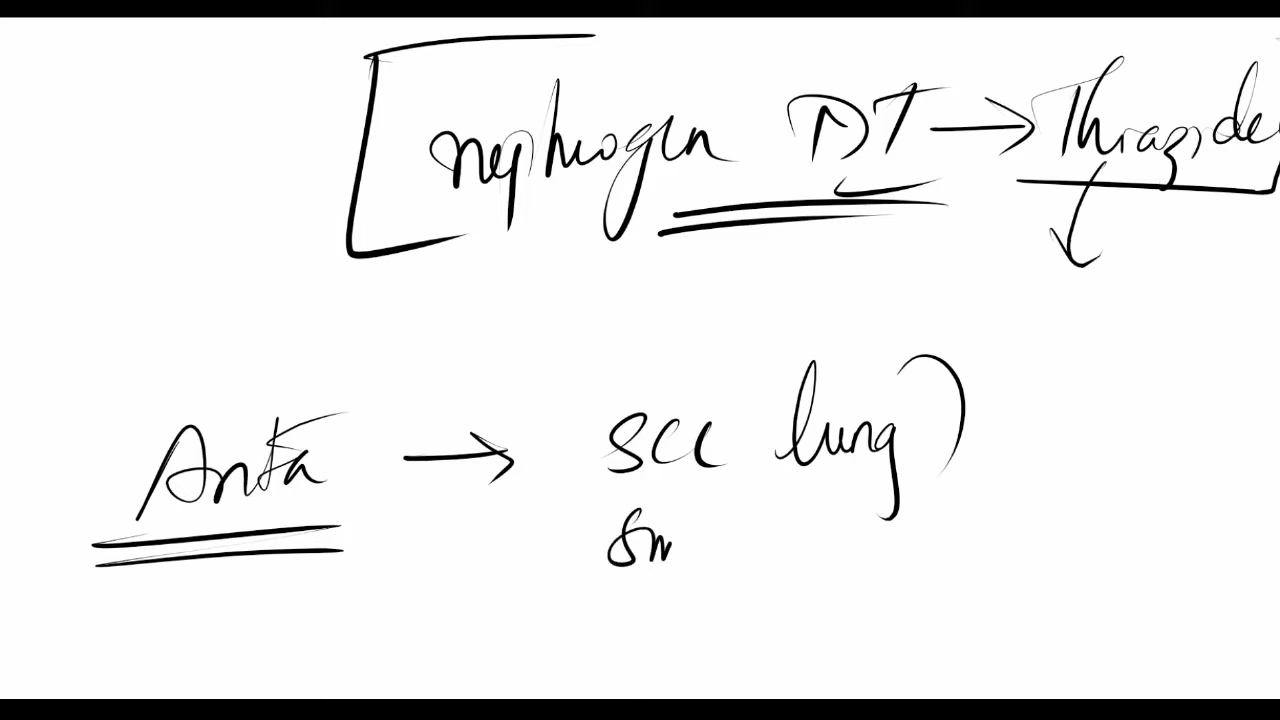 nephrogen DI → Thiazide
Anta → SCC lung)
Sm